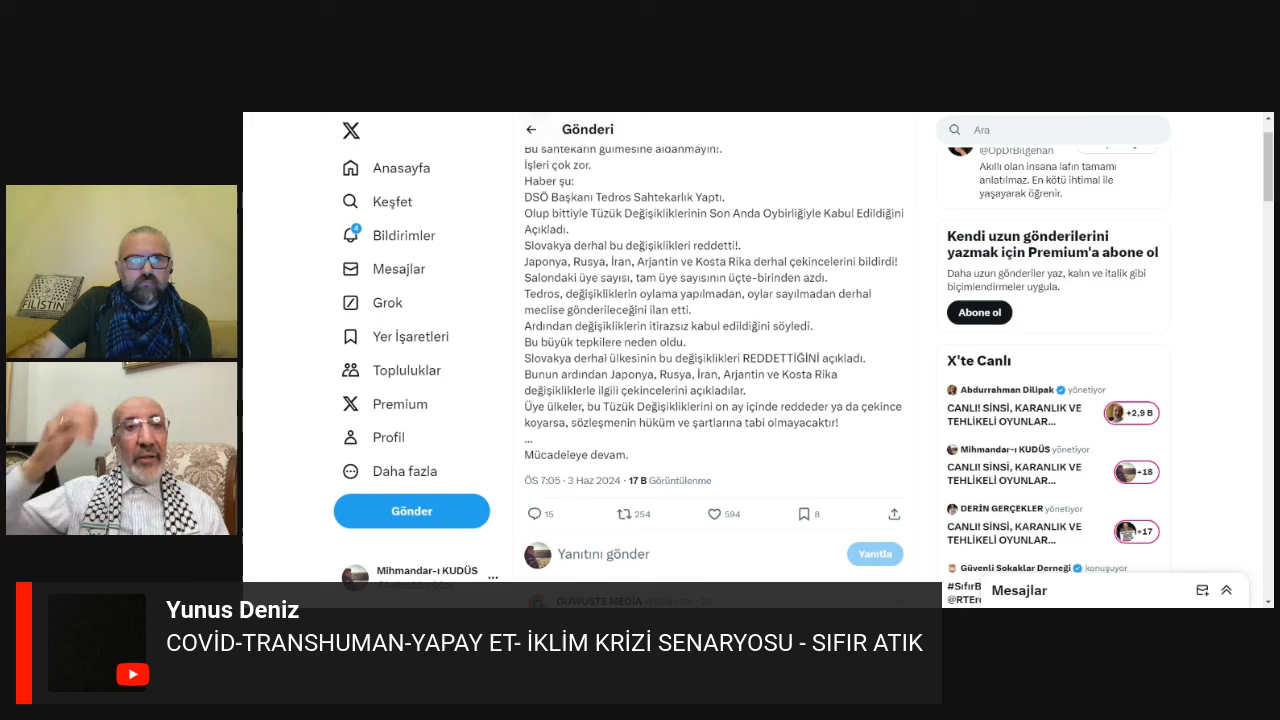 Gönderi
Bu sahtekarın gülmesine aldanmayın!.
İşleri çok zor.
Haber şu:
DSÖ Başkanı Tedros Sahtekarlık Yaptı.
Olup bittiyle Tüzük Değişikliklerinin Son Anda Oybirliğiyle Kabul Edildiğini
Açıkladı.
Slovakya derhal bu değişiklikleri reddetti!.
Japonya, Rusya, İran, Arjantin ve Kosta Rika derhal çekincelerini bildirdi!
Salondaki üye sayısı, tam üye sayısının üçte-birinden azdı.
Tedros, değişikliklerin oylama yapılmadan, oylar sayılmadan derhal
meclise gönderileceğini ilan etti.
Ardından değişikliklerin itirazsız kabul edildiğini söyledi.
Bu büyük tepkilere neden oldu.
Slovakya derhal ülkesinin bu değişiklikleri REDDETTİĞİNİ açıkladı.
Bunun ardından Japonya, Rusya, İran, Arjantin ve Kosta Rika
değişikliklerle ilgili çekincelerini açıkladılar.
Üye ülkeler, bu Tüzük Değişikliklerini on ay içinde reddeder ya da çekince
koyarsa, sözleşmenin hüküm ve şartlarına tabi olmayacaktır!
...
Mücadeleye devam.
ÖS 7:05 · 3 Haz 2024 · 17 B Görüntülenme
15 254 594 8
Yanıtını gönder
Yanıtla
GUWUSTE MEDİA
X
Anasayfa
Keşfet
4
Bildirimler
Mesajlar
Grok
Yer İşaretleri
Topluluklar
Premium
Profil
Daha fazla
Gönder
Mihmandar-ı KUDÜS
Ara
@OpDrBilgehan
Akıllı olan insana lafın tamamı
anlatılmaz. En kötü ihtimal ile
yaşayarak öğrenir.
Kendi uzun gönderilerini
yazmak için Premium'a abone ol
Daha uzun gönderiler yaz, kalın ve italik gibi
biçimlendirmeler uygula.
Abone ol
X'te Canlı
Abdurrahman Dilipak yönetiyor
CANLI! SİNSİ, KARANLIK VE
TEHLİKELİ OYUNLAR...
+2,9 B
Mihmandar-ı KUDÜS yönetiyor
CANLI! SİNSİ, KARANLIK VE
TEHLİKELİ OYUNLAR...
+18
DERİN GERÇEKLER yönetiyor
CANLI! SİNSİ, KARANLIK VE
TEHLİKELİ OYUNLAR...
+17
Güvenli Sokaklar Derneği konuşuyor
Mesajlar
FİLİSTİN
Yunus Deniz
COVİD-TRANSHUMAN-YAPAY ET- İKLİM KRİZİ SENARYOSU - SIFIR ATIK